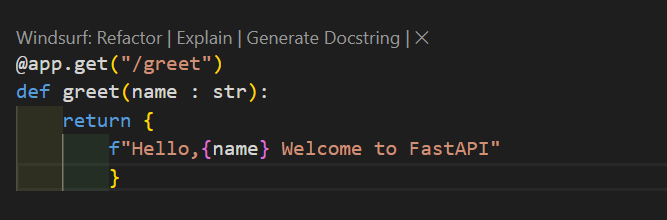 Windsurf: Refactor | Explain | Generate Docstring | ×
@app.get("/greet")
def greet(name : str):
    return {
        f"Hello,{name} Welcome to FastAPI"
        }